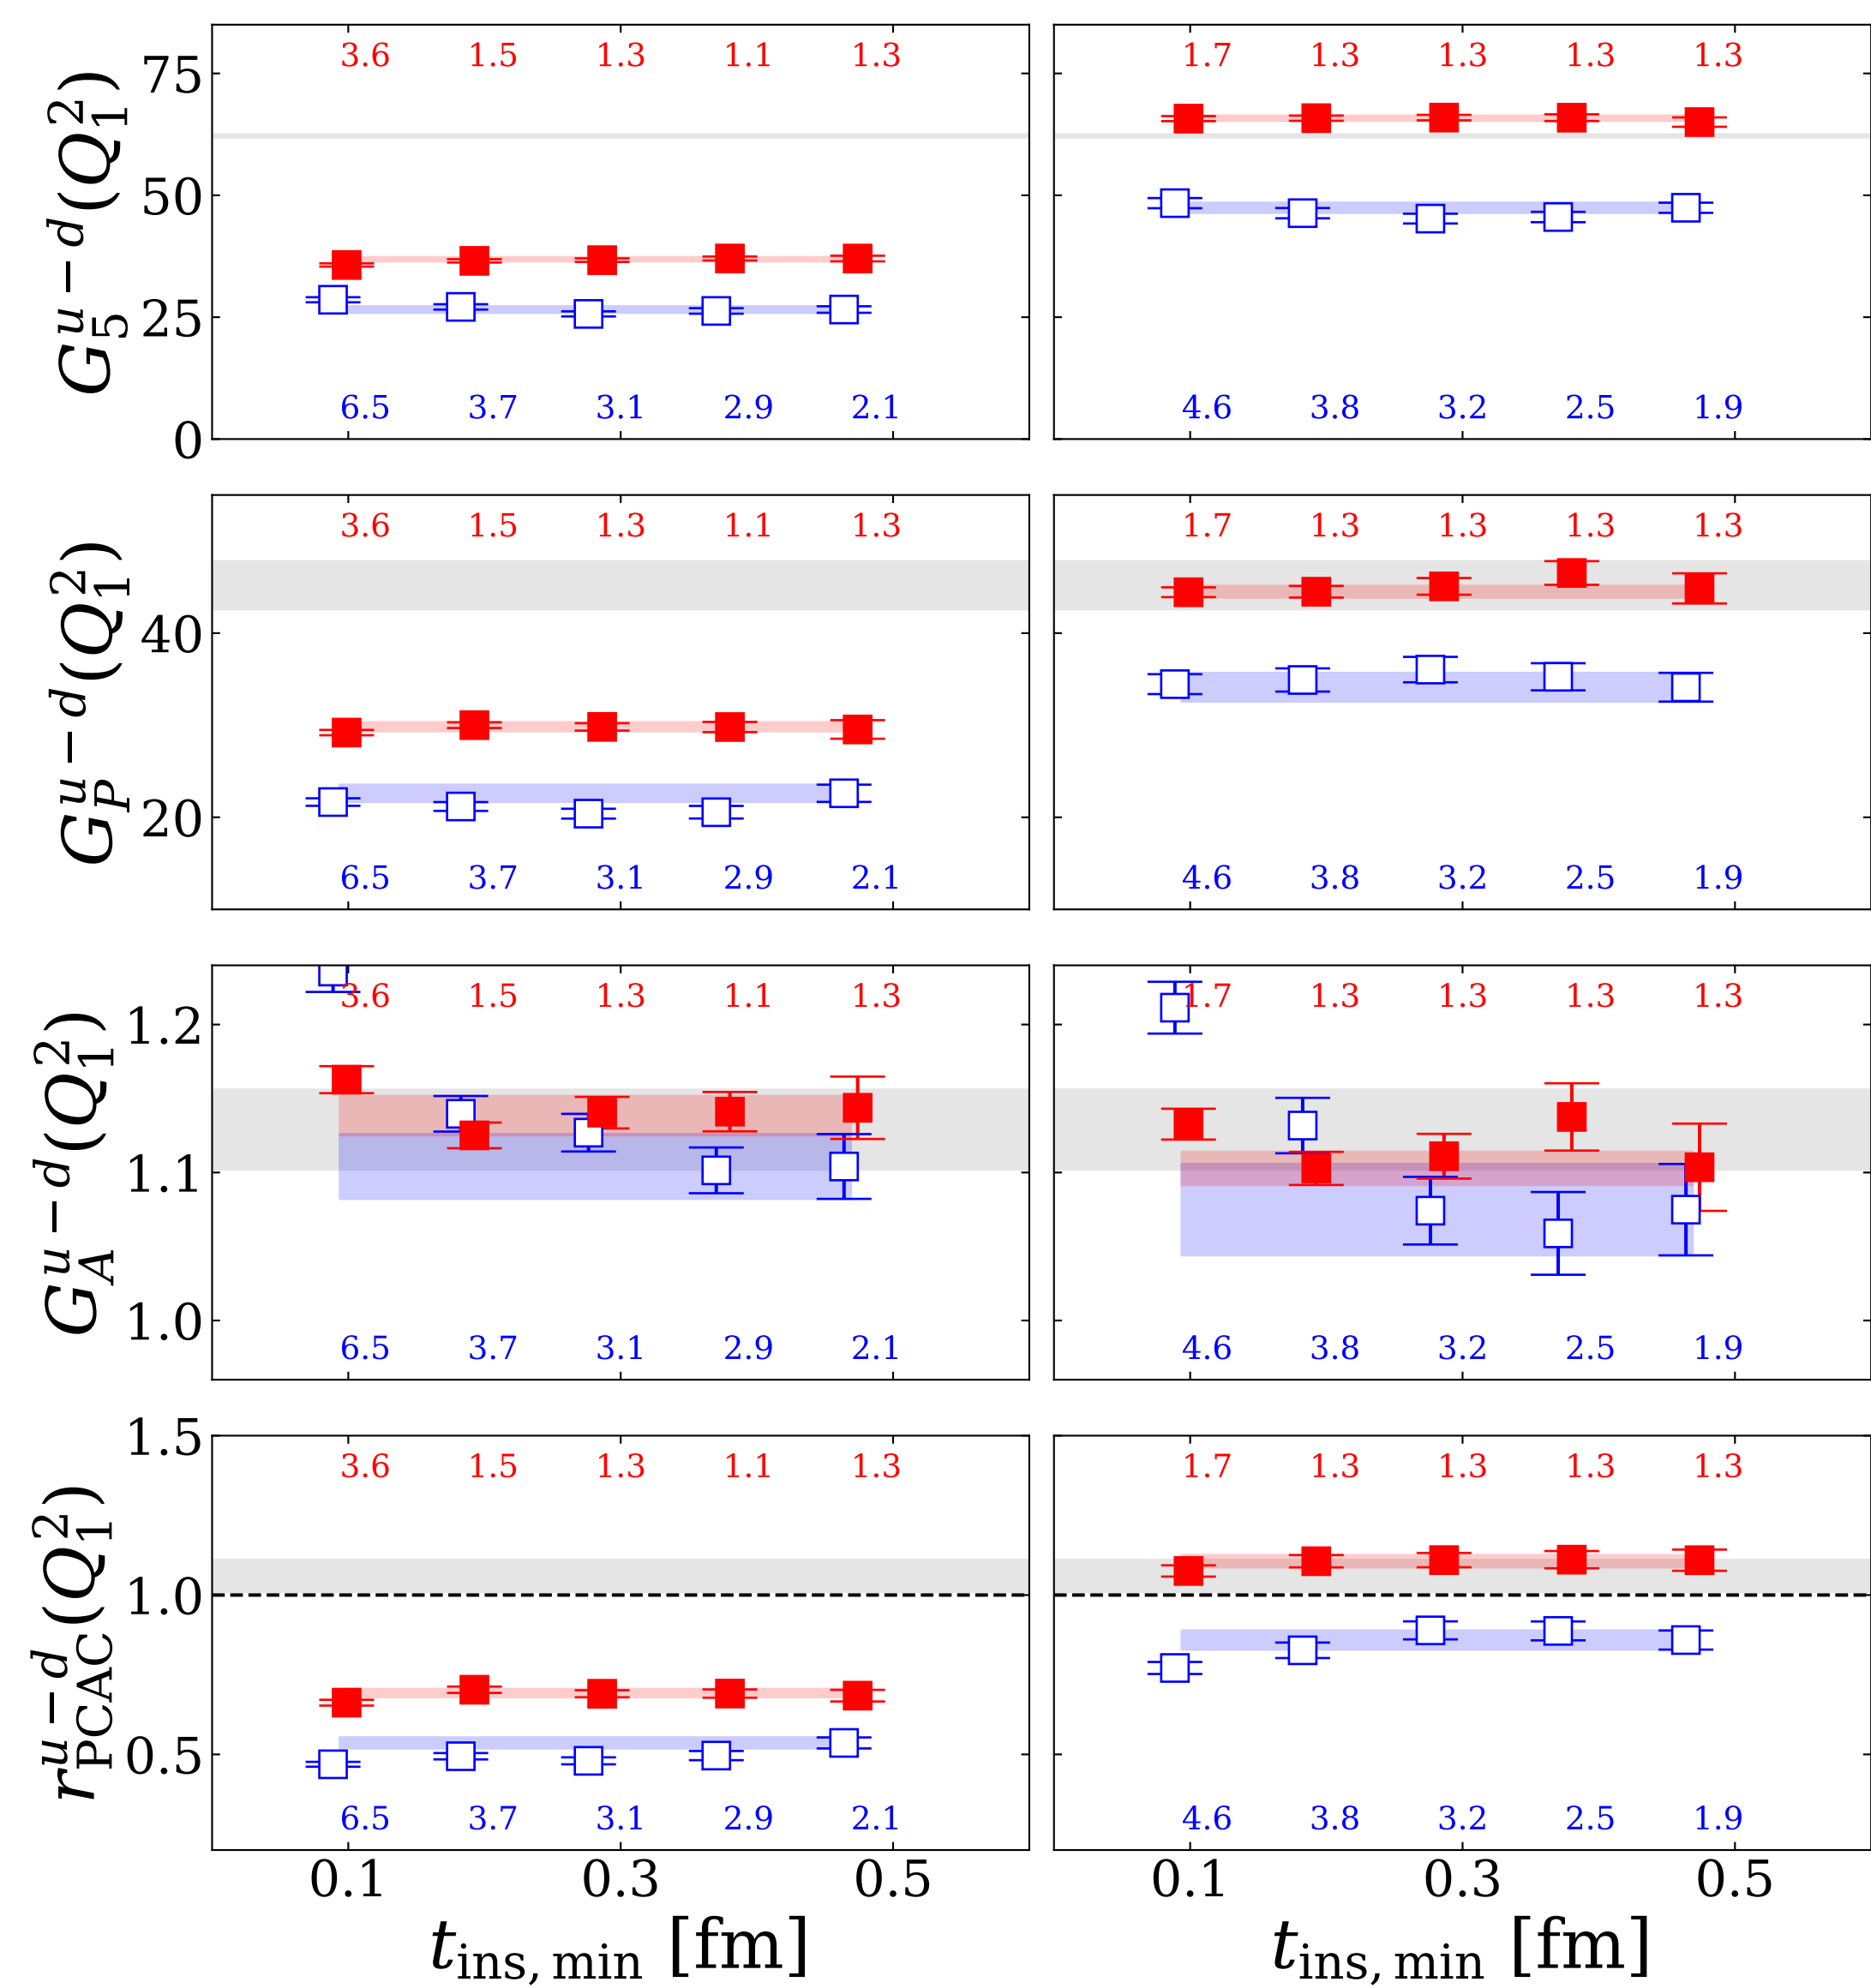 3.6 1.5 1.3 1.1 1.3 1.7 1.3 1.3 1.3 1.3
75
50
25
0
G_5^{u-d}(Q_1^2)
6.5 3.7 3.1 2.9 2.1 4.6 3.8 3.2 2.5 1.9
3.6 1.5 1.3 1.1 1.3 1.7 1.3 1.3 1.3 1.3
40
20
G_P^{u-d}(Q_1^2)
6.5 3.7 3.1 2.9 2.1 4.6 3.8 3.2 2.5 1.9
3.6 1.5 1.3 1.1 1.3 1.7 1.3 1.3 1.3 1.3
1.2
1.1
1.0
G_A^{u-d}(Q_1^2)
6.5 3.7 3.1 2.9 2.1 4.6 3.8 3.2 2.5 1.9
1.5
3.6 1.5 1.3 1.1 1.3 1.7 1.3 1.3 1.3 1.3
1.0
0.5
r_{PCAC}^{u-d}(Q_1^2)
6.5 3.7 3.1 2.9 2.1 4.6 3.8 3.2 2.5 1.9
0.1 0.3 0.5 0.1 0.3 0.5
t_{ins, min} [fm] t_{ins, min} [fm]